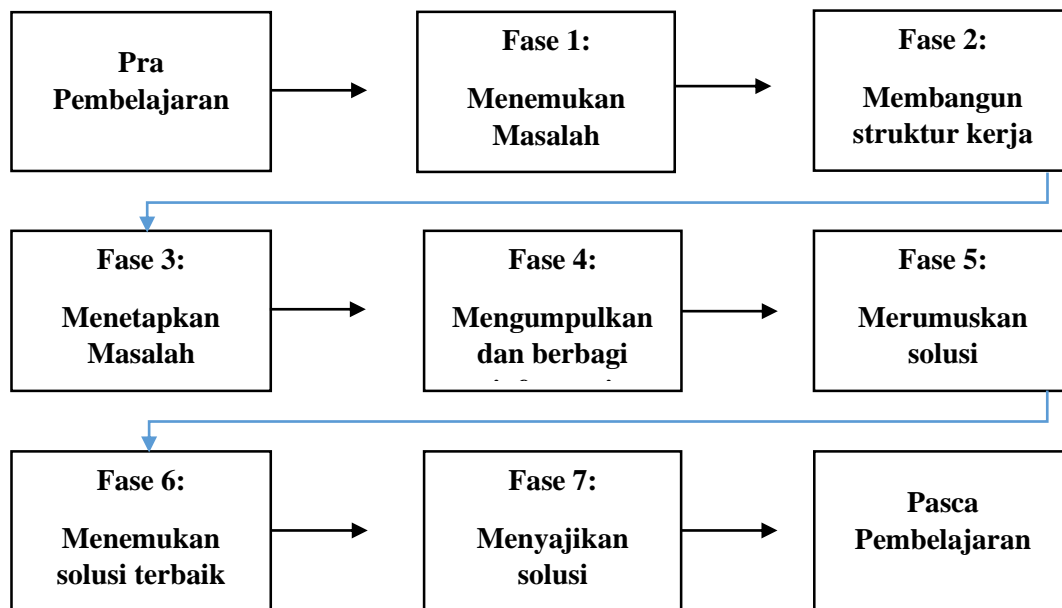 Pra
Pembelajaran
Fase 1:
Menemukan
Masalah
Fase 2:
Membangun
struktur kerja
Fase 3:
Menetapkan
Masalah
Fase 4:
Mengumpulkan
dan berbagi
Fase 5:
Merumuskan
solusi
Fase 6:
Menemukan
solusi terbaik
Fase 7:
Menyajikan
solusi
Pasca
Pembelajaran